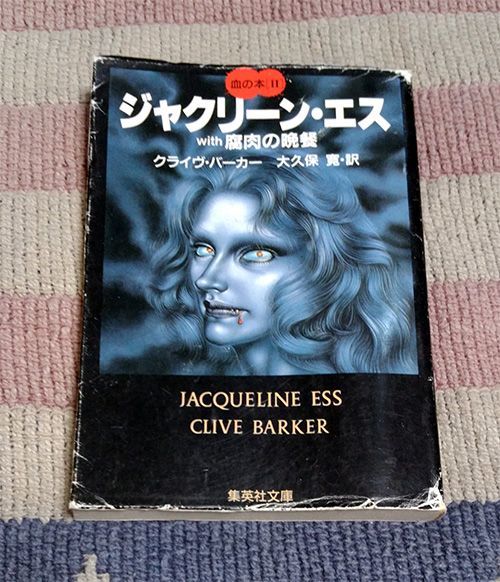 血の本[II]
ジャクリーン・エス
with 腐肉の晩餐
クライヴ・バーカー 大久保 寛・訳
JACQUELINE ESS
CLIVE BARKER
集英社文庫